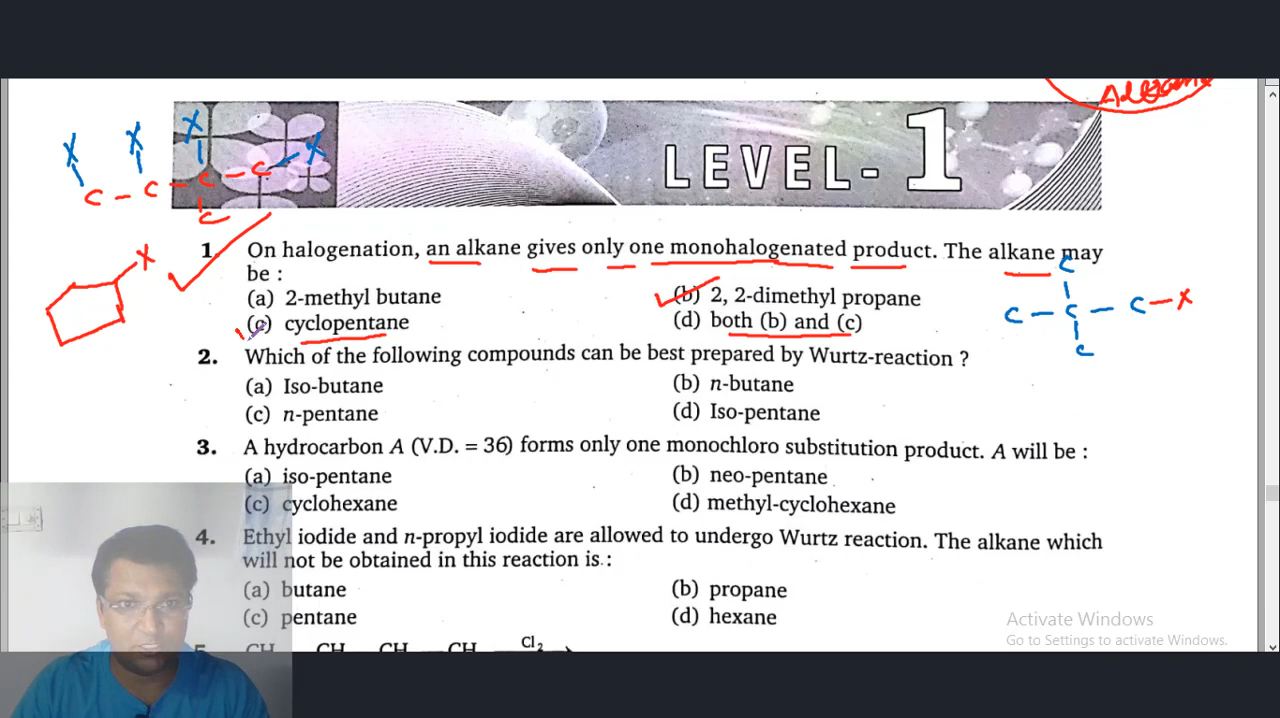 Alkane
LEVEL-1
X X X
C - C - C - C - X
C
X
1. On halogenation, an alkane gives only one monohalogenated product. The alkane may
be :
(a) 2-methyl butane (b) 2, 2-dimethyl propane
(c) cyclopentane (d) both (b) and (c)
C
C - C - C - X
C
2. Which of the following compounds can be best prepared by Wurtz-reaction ?
(a) Iso-butane (b) n-butane
(c) n-pentane (d) Iso-pentane
3. A hydrocarbon A (V.D. = 36) forms only one monochloro substitution product. A will be :
(a) iso-pentane (b) neo-pentane
(c) cyclohexane (d) methyl-cyclohexane
4. Ethyl iodide and n-propyl iodide are allowed to undergo Wurtz reaction. The alkane which
will not be obtained in this reaction is :
(a) butane (b) propane
(c) pentane (d) hexane
Activate Windows
Go to Settings to activate Windows.
Cl2